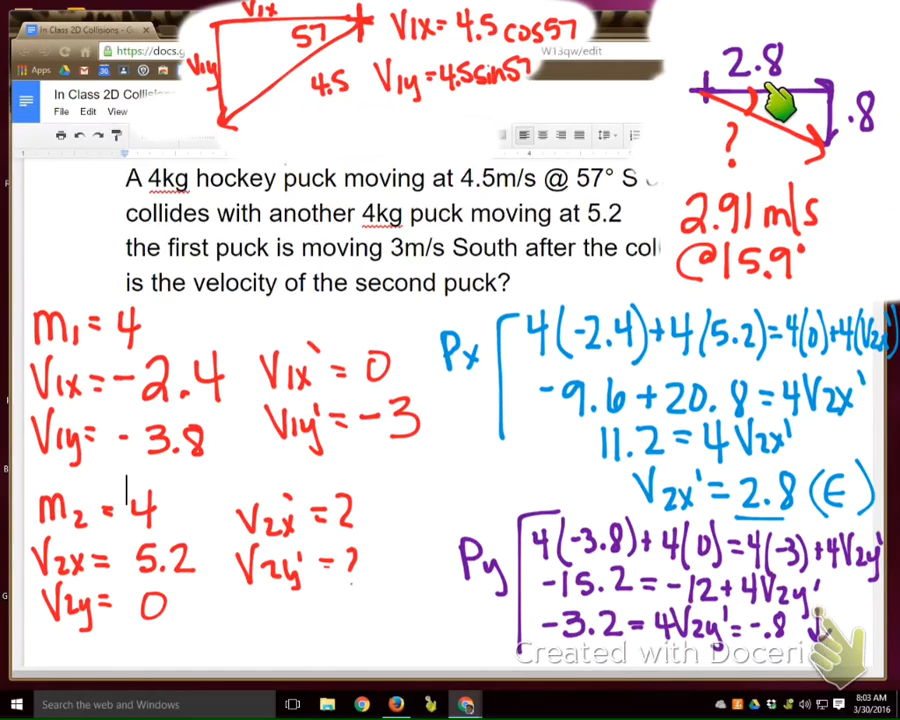 V1x
57
V1x = 4.5 cos57
V1y
4.5
V1y = 4.5sin57
In Class 2D Collisions
https://docs.g
W13qw/edit
Apps
In Class 2D Collision
File Edit View
2.8
.8
?
2.91 m/s
@15.9°
A 4kg hockey puck moving at 4.5m/s @ 57° S
collides with another 4kg puck moving at 5.2
the first puck is moving 3m/s South after the col
is the velocity of the second puck?
m1 = 4
V1x = -2.4
V1x' = 0
V1y = -3.8
V1y' = -3
m2 = 4
V2x' = ?
V2x = 5.2
V2y' = ?
V2y = 0
Px
4(-2.4)+4(5.2)=4(0)+4(V2x'
-9.6+20.8=4V2x'
11.2=4V2x'
V2x' = 2.8 (E)
Py
4(-3.8)+4(0)=4(-3)+4V2y'
-15.2=-12+4V2y'
-3.2=4V2y'=-.8
Created with Doceri
Search the web and Windows
8:03 AM
3/30/2016